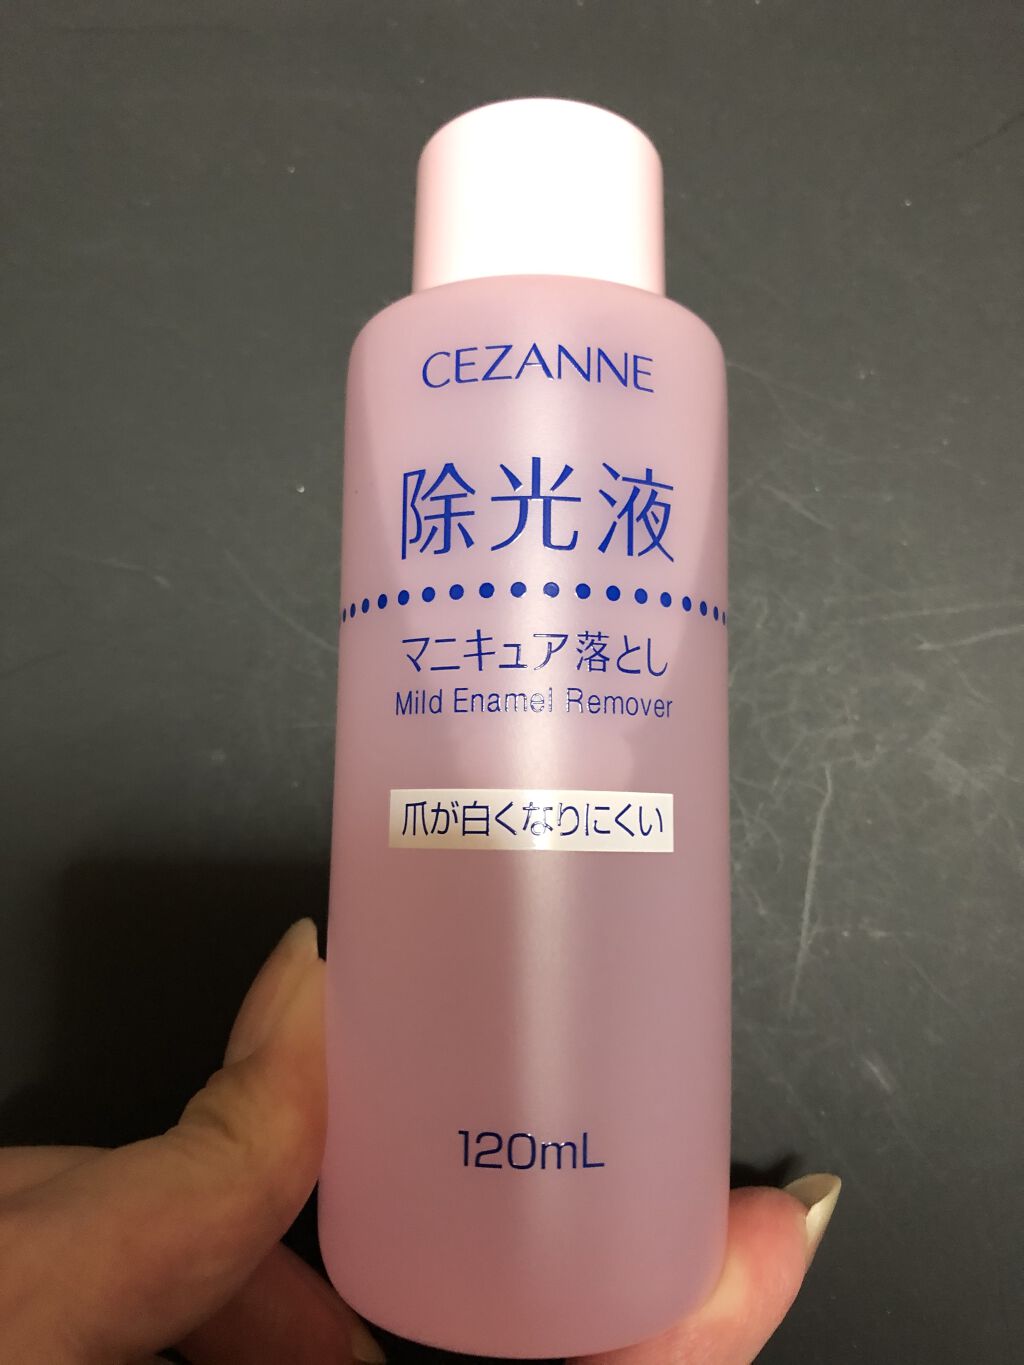 CEZANNE
除光液
マニキュア落とし
Mild Enamel Remover
爪が白くなりにくい
120mL